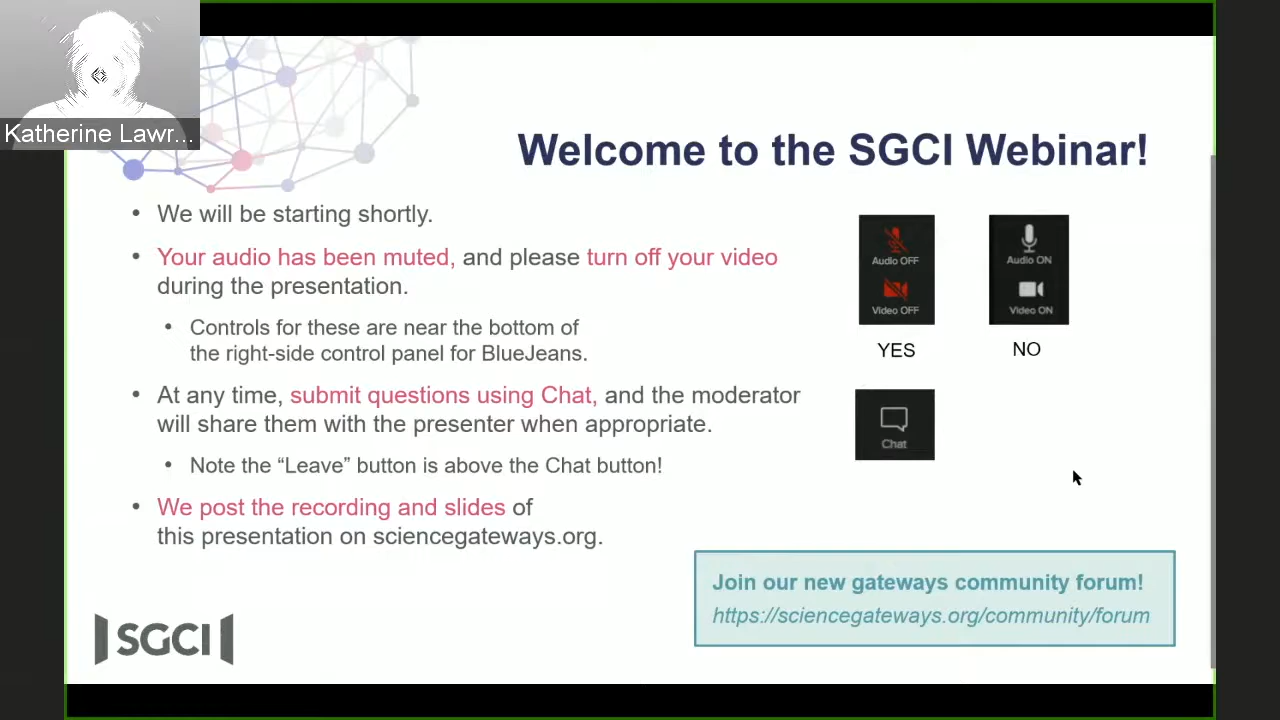 Katherine Lawr...
Welcome to the SGCI Webinar!
• We will be starting shortly.
• Your audio has been muted, and please turn off your video
during the presentation.
• Controls for these are near the bottom of
the right-side control panel for BlueJeans.
• At any time, submit questions using Chat, and the moderator
will share them with the presenter when appropriate.
• Note the “Leave” button is above the Chat button!
• We post the recording and slides of
this presentation on sciencegateways.org.
Audio OFF
Video OFF
YES
Audio ON
Video ON
NO
Chat
Join our new gateways community forum!
https://sciencegateways.org/community/forum
SGCI